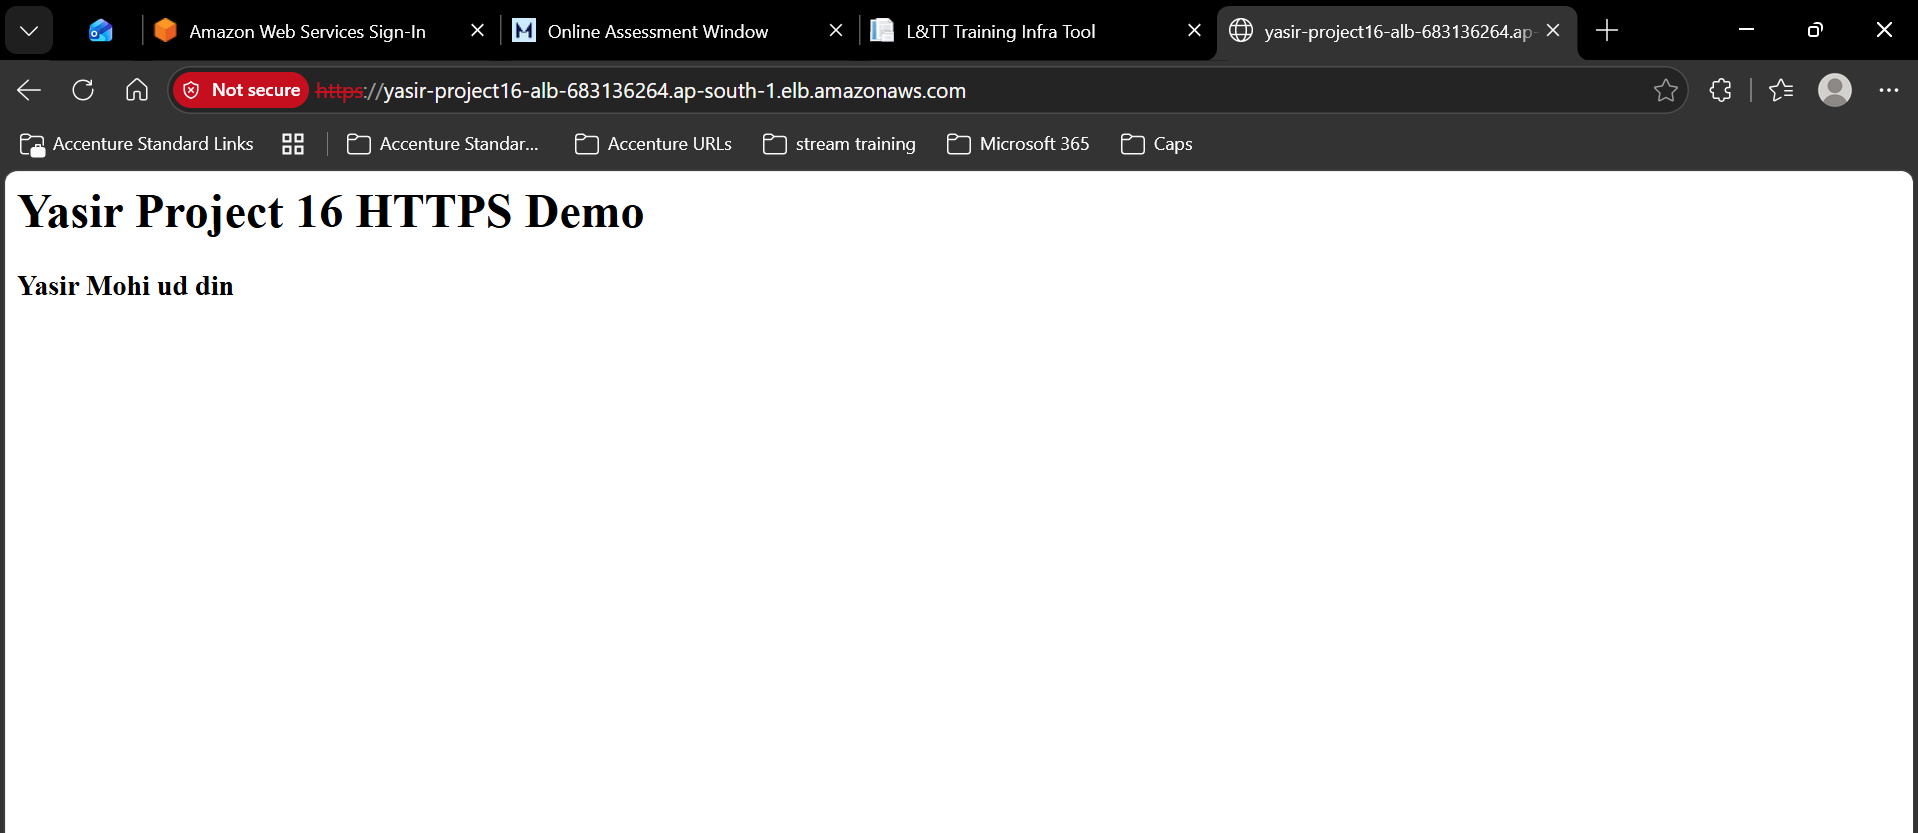 Amazon Web Services Sign-In
Online Assessment Window
L&TT Training Infra Tool
yasir-project16-alb-683136264.ap-
Not secure https://yasir-project16-alb-683136264.ap-south-1.elb.amazonaws.com
Accenture Standard Links
Accenture Standar...
Accenture URLs
stream training
Microsoft 365
Caps
Yasir Project 16 HTTPS Demo
Yasir Mohi ud din